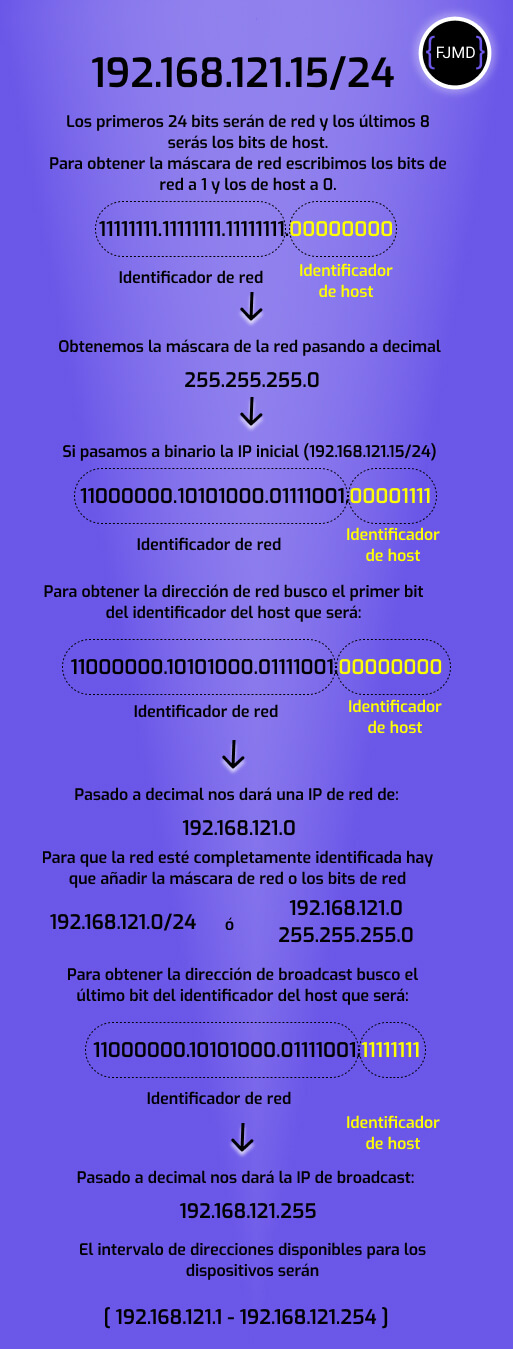 {FJMD}
192.168.121.15/24
Los primeros 24 bits serán de red y los últimos 8
serás los bits de host.
Para obtener la máscara de red escribimos los bits de
red a 1 y los de host a 0.
11111111.11111111.11111111.00000000
Identificador de red
Identificador
de host
Obtenemos la máscara de la red pasando a decimal
255.255.255.0
Si pasamos a binario la IP inicial (192.168.121.15/24)
11000000.10101000.01111001.00001111
Identificador de red
Identificador
de host
Para obtener la dirección de red busco el primer bit
del identificador del host que será:
11000000.10101000.01111001.00000000
Identificador de red
Identificador
de host
Pasado a decimal nos dará una IP de red de:
192.168.121.0
Para que la red esté completamente identificada hay
que añadir la máscara de red o los bits de red
192.168.121.0/24 ó 192.168.121.0
255.255.255.0
Para obtener la dirección de broadcast busco el
último bit del identificador del host que será:
11000000.10101000.01111001.11111111
Identificador de red
Identificador
de host
Pasado a decimal nos dará la IP de broadcast:
192.168.121.255
El intervalo de direcciones disponibles para los
dispositivos serán
[ 192.168.121.1 - 192.168.121.254 ]